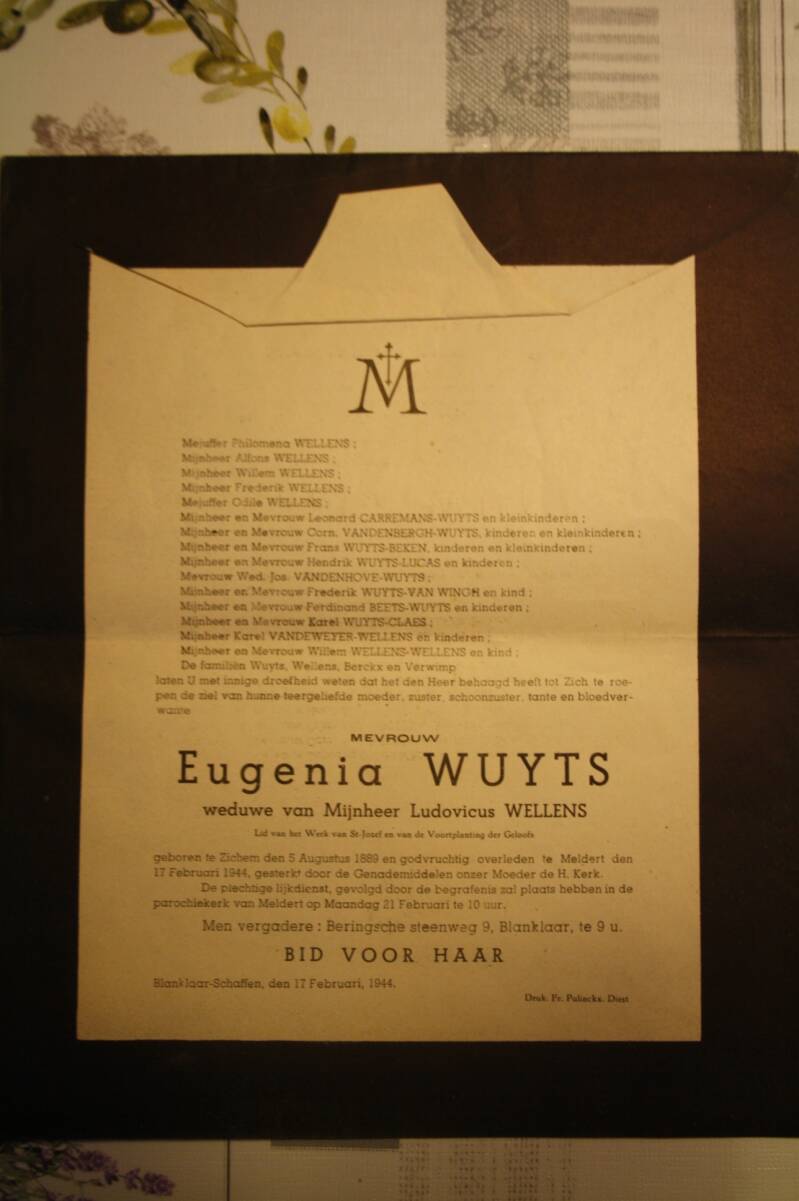 M
Mejuffer Philomena WELLENS ;
Mijnheer Alfons WELLENS ;
Mijnheer Willem WELLENS ;
Mijnheer Frederik WELLENS ;
Mejuffer Odile WELLENS ;
Mijnheer en Mevrouw Leonard CARREMANS-WUYTS en kleinkinderen ;
Mijnheer en Mevrouw Corn. VANDENBERGH-WUYTS, kinderen en kleinkinderen ;
Mijnheer en Mevrouw Frans WUYTS-BEKEN, kinderen en kleinkinderen ;
Mijnheer en Mevrouw Hendrik WUYTS-LUCAS en kinderen ;
Mevrouw Wed. Jos. VANDENHOVE-WUYTS ;
Mijnheer en Mevrouw Frederik WUYTS-VAN WINGH en kind ;
Mijnheer en Mevrouw Ferdinand BEETS-WUYTS en kinderen ;
Mijnheer en Mevrouw Karel WUYTS-CLAES ;
Mijnheer Karel VANDEWEYER-WELLENS en kinderen ;
Mijnheer en Mevrouw Willem WELLENS-WELLENS en kind ;
De familien Wuyts, Wellens, Berckx en Verwimp
laten U met innige droefheid weten dat het den Heer behaagd heeft tot Zich te roe-
pen de ziel van hunne teergeliefde moeder, zuster, schoonzuster, tante en bloedver-
wante
MEVROUW
Eugenia WUYTS
weduwe van Mijnheer Ludovicus WELLENS
Lid van het Werk van St-Jozef en van de Voortplanting der Geloofs
geboren te Zichem den 5 Augustus 1889 en godvruchtig overleden te Meldert den
17 Februari 1944, gesterkt door de Genademiddelen onzer Moeder de H. Kerk.
De plechtige lijkdienst, gevolgd door de begrafenis zal plaats hebben in de
parochiekerk van Meldert op Maandag 21 Februari te 10 uur.
Men vergadere : Beringsche steenweg 9, Blanklaar, te 9 u.
BID VOOR HAAR
Blanklaar-Schaffen, den 17 Februari, 1944.
Druk. Fr. Pulinckx. Diest